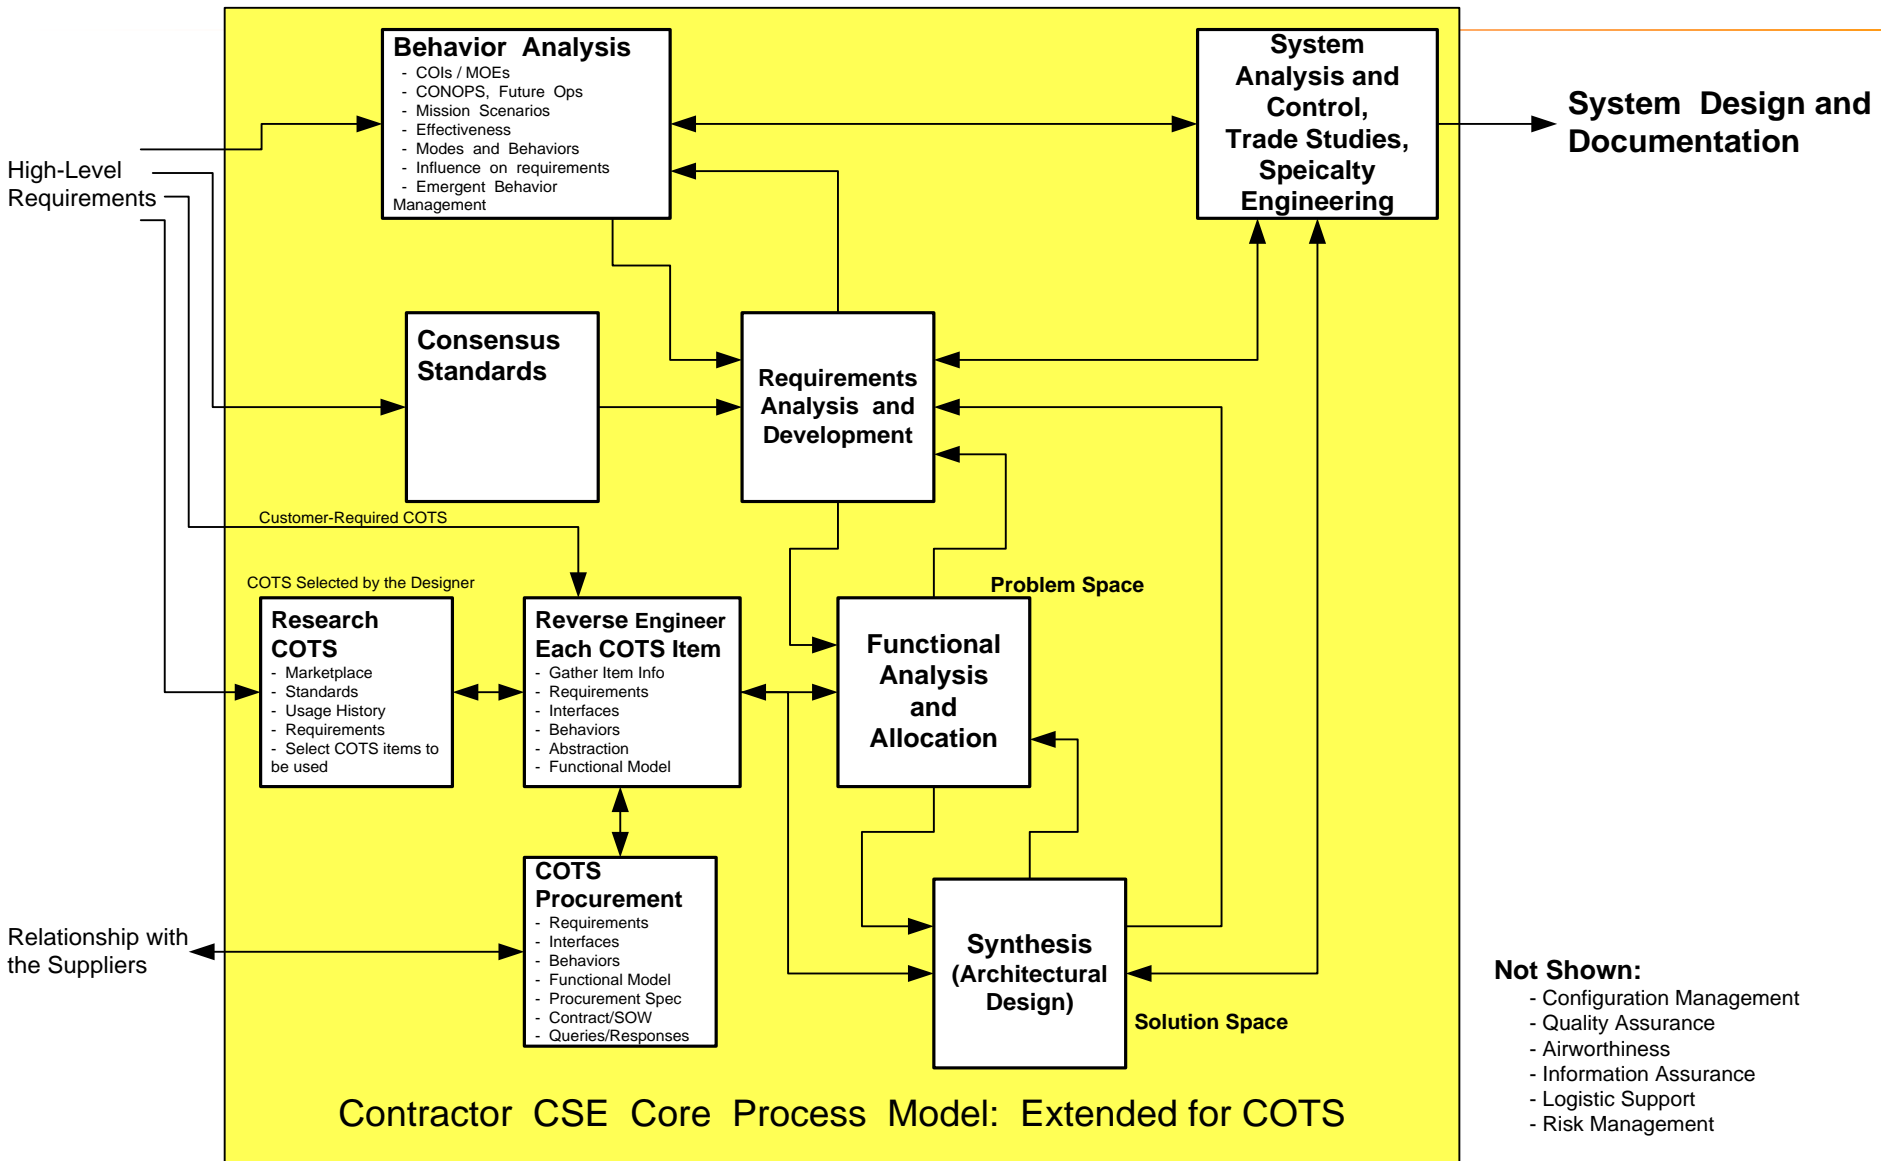 Behavior Analysis
- COIs / MOEs
- CONOPS, Future Ops
- Mission Scenarios
- Effectiveness
- Modes and Behaviors
- Influence on requirements
- Emergent Behavior
Management
System
Analysis and
Control,
Trade Studies,
Speicalty
Engineering
System Design and
Documentation
High-Level
Requirements
Consensus
Standards
Requirements
Analysis and
Development
Customer-Required COTS
COTS Selected by the Designer
Research
COTS
- Marketplace
- Standards
- Usage History
- Requirements
- Select COTS items to
be used
Reverse Engineer
Each COTS Item
- Gather Item Info
- Requirements
- Interfaces
- Behaviors
- Abstraction
- Functional Model
Problem Space
Functional
Analysis
and
Allocation
COTS
Procurement
- Requirements
- Interfaces
- Behaviors
- Functional Model
- Procurement Spec
- Contract/SOW
- Queries/Responses
Relationship with
the Suppliers
Synthesis
(Architectural
Design)
Solution Space
Not Shown:
- Configuration Management
- Quality Assurance
- Airworthiness
- Information Assurance
- Logistic Support
- Risk Management
Contractor CSE Core Process Model: Extended for COTS